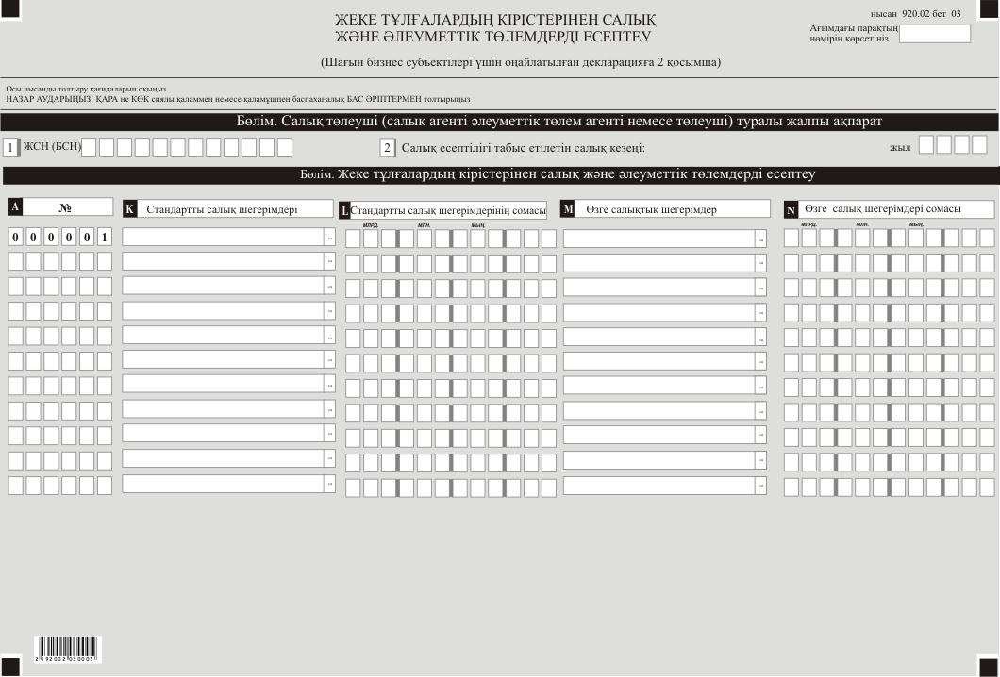 нысан 920.02 бет 03
ЖЕКЕ ТҰЛҒАЛАРДЫҢ КІРІСТЕРІНЕН САЛЫҚ
ЖӘНЕ ӘЛЕУМЕТТІК ТӨЛЕМДЕРДІ ЕСЕПТЕУ
Ағымдағы парақтың
нөмірін көрсетіңіз
(Шағын бизнес субъектілері үшін оңайлатылған декларацияға 2 қосымша)
Осы нысанды толтыру қағидаларын оқыңыз.
НАЗАР АУДАРЫҢЫЗ! ҚАРА не КӨК сиялы қаламмен немесе қаламұшпен баспаханалық БАС ӘРІПТЕРМЕН толтырыңыз
Бөлім. Салық төлеуші (салық агенті әлеуметтік төлем агенті немесе төлеуші) туралы жалпы ақпарат
1 ЖСН (БСН) 2 Салық есептілігі табыс етілетін салық кезеңі: жыл
Бөлім. Жеке тұлғалардың кірістерінен салық және әлеуметтік төлемдерді есептеу
A № K Стандартты салық шегерімдері L Стандартты салық шегерімдерінің сомасы M Өзге салықтық шегерімдер N Өзге салық шегерімдері сомасы
МЛРД. МЛН. МЫҢ. МЛРД. МЛН. МЫҢ.
0 0 0 0 0 1
2192002030005